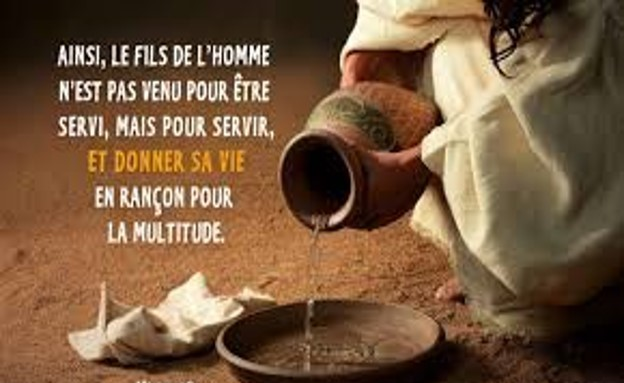 AINSI, LE FILS DE L'HOMME
N'EST PAS VENU POUR ÊTRE
SERVI, MAIS POUR SERVIR,
ET DONNER SA VIE
EN RANÇON POUR
LA MULTITUDE.